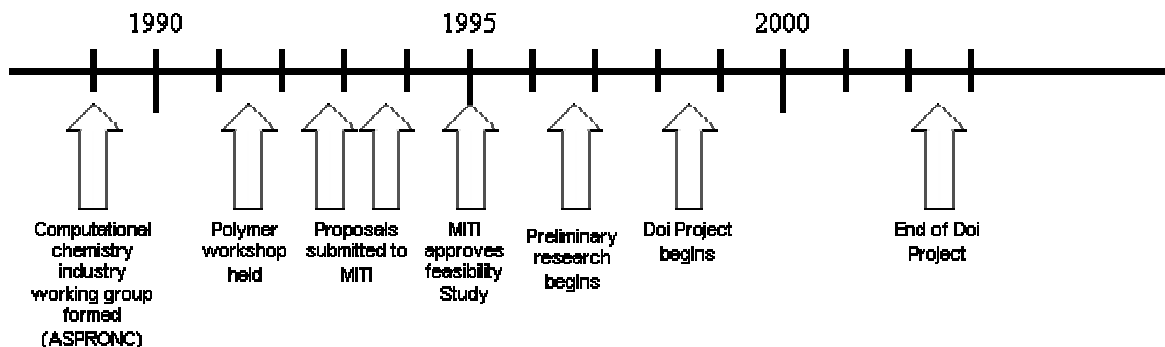 1990
1995
2000
Computational
chemistry
industry
working group
formed
(ASPRONC)
Polymer
workshop
held
Proposals
submitted to
MITI
MITI
approves
feasibility
Study
Preliminary
research
begins
Doi Project
begins
End of Doi
Project